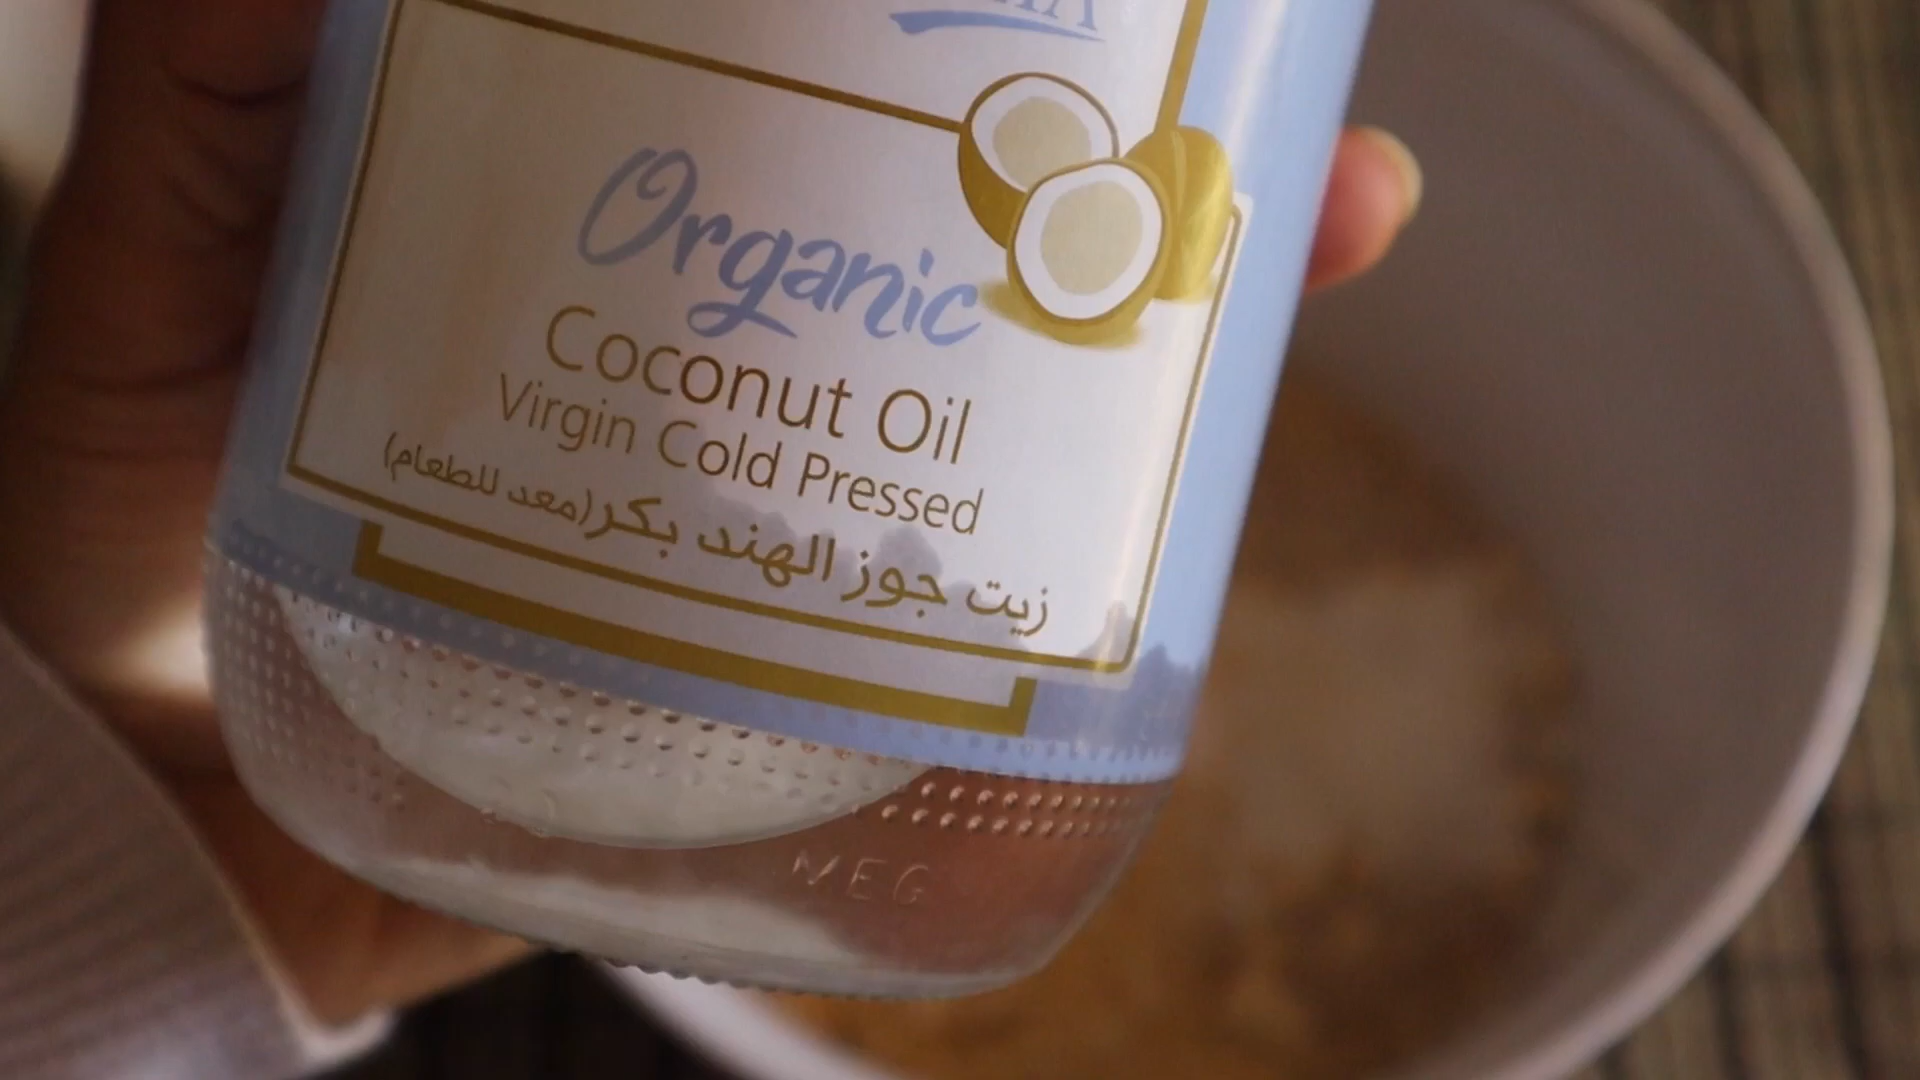 Organic
Coconut Oil
Virgin Cold Pressed
زيت جوز الهند بكر(معد للطعام)
MEG